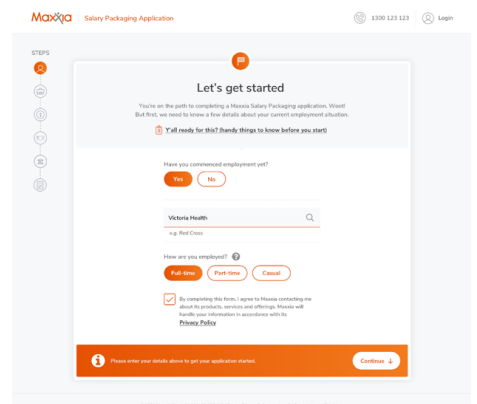 Maxxia Salary Packaging Application 1300 123 123 Login
STEPS
Let's get started
You're on the path to completing a Maxxia Salary Packaging application. Woot!
But first, we need to know a few details about your current employment situation.
Y'all ready for this? (handy things to know before you start)
Have you commenced employment yet?
Yes No
Victoria Health
e.g. Red Cross
How are you employed? ?
Full-time Part-time Casual
By completing this form, I agree to Maxxia contacting me
about its products, services and offerings. Maxxia will
handle your information in accordance with its
Privacy Policy
Please enter your details above to get your application started.
Continue ↓